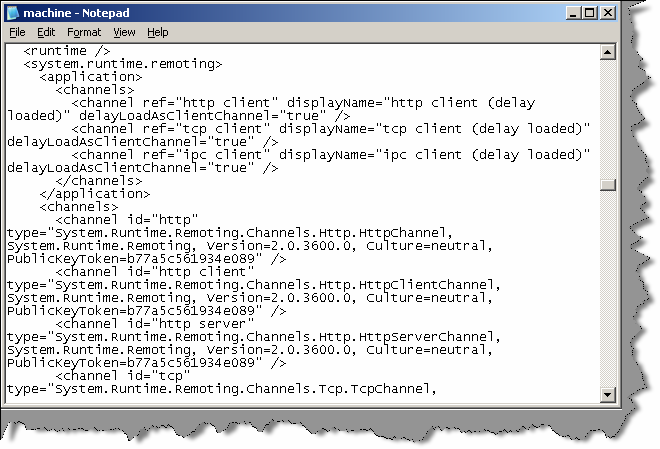 machine - Notepad
File Edit Format View Help
<runtime />
<system.runtime.remoting>
<application>
<channels>
<channel ref="http client" displayName="http client (delay
loaded)" delayLoadAsClientChannel="true" />
<channel ref="tcp client" displayName="tcp client (delay loaded)"
delayLoadAsClientChannel="true" />
<channel ref="ipc client" displayName="ipc client (delay loaded)"
delayLoadAsClientChannel="true" />
</channels>
</application>
<channels>
<channel id="http"
type="System.Runtime.Remoting.Channels.Http.HttpChannel,
System.Runtime.Remoting, Version=2.0.3600.0, Culture=neutral,
PublicKeyToken=b77a5c561934e089" />
<channel id="http client"
type="System.Runtime.Remoting.Channels.Http.HttpClientChannel,
System.Runtime.Remoting, Version=2.0.3600.0, Culture=neutral,
PublicKeyToken=b77a5c561934e089" />
<channel id="http server"
type="System.Runtime.Remoting.Channels.Http.HttpServerChannel,
System.Runtime.Remoting, Version=2.0.3600.0, Culture=neutral,
PublicKeyToken=b77a5c561934e089" />
<channel id="tcp"
type="System.Runtime.Remoting.Channels.Tcp.TcpChannel,